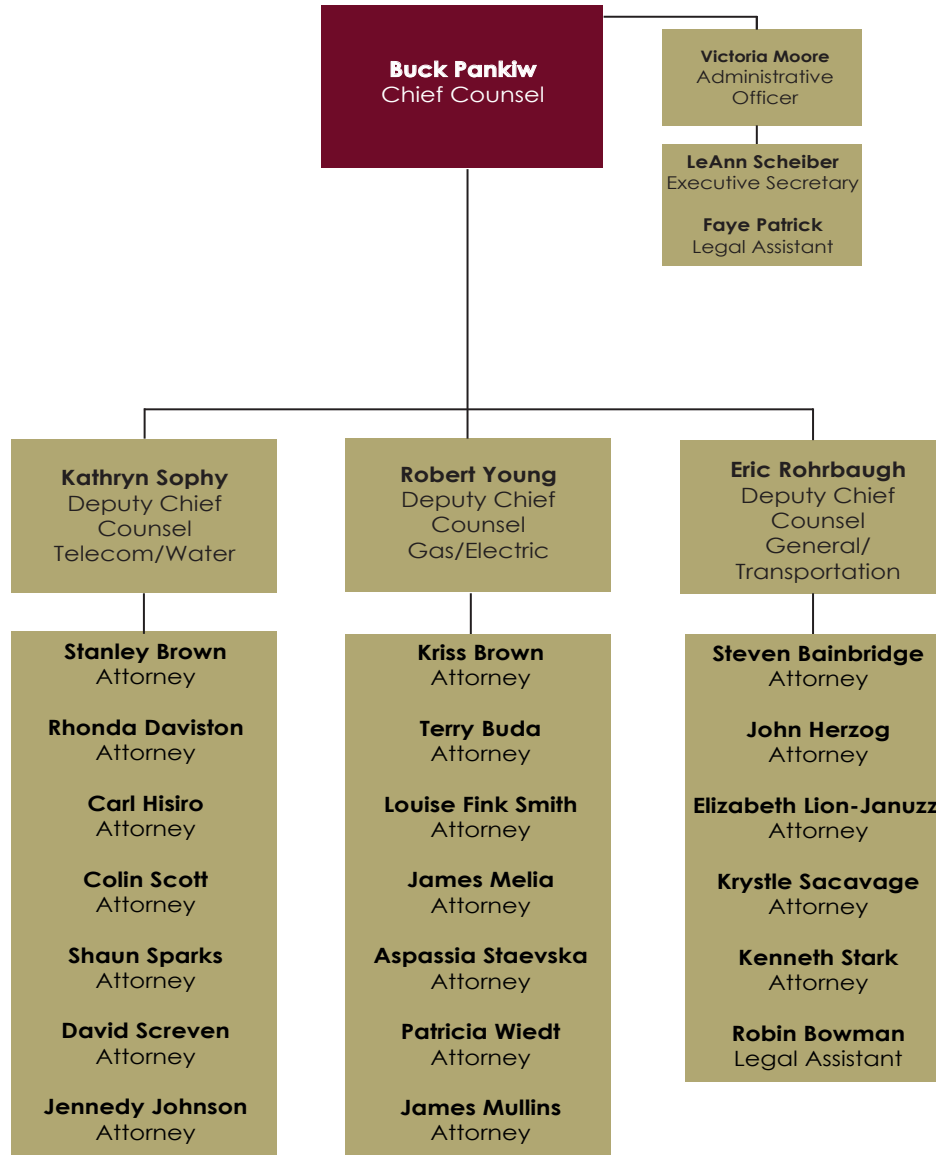 Buck Pankiw
Chief Counsel
Victoria Moore
Administrative
Officer
LeAnn Scheiber
Executive Secretary
Faye Patrick
Legal Assistant
Kathryn Sophy
Deputy Chief
Counsel
Telecom/Water
Stanley Brown
Attorney
Rhonda Daviston
Attorney
Carl Hisiro
Attorney
Colin Scott
Attorney
Shaun Sparks
Attorney
David Screven
Attorney
Jennedy Johnson
Attorney
Robert Young
Deputy Chief
Counsel
Gas/Electric
Kriss Brown
Attorney
Terry Buda
Attorney
Louise Fink Smith
Attorney
James Melia
Attorney
Aspassia Staevska
Attorney
Patricia Wiedt
Attorney
James Mullins
Attorney
Eric Rohrbaugh
Deputy Chief
Counsel
General/
Transportation
Steven Bainbridge
Attorney
John Herzog
Attorney
Elizabeth Lion-Januzz
Attorney
Krystle Sacavage
Attorney
Kenneth Stark
Attorney
Robin Bowman
Legal Assistant